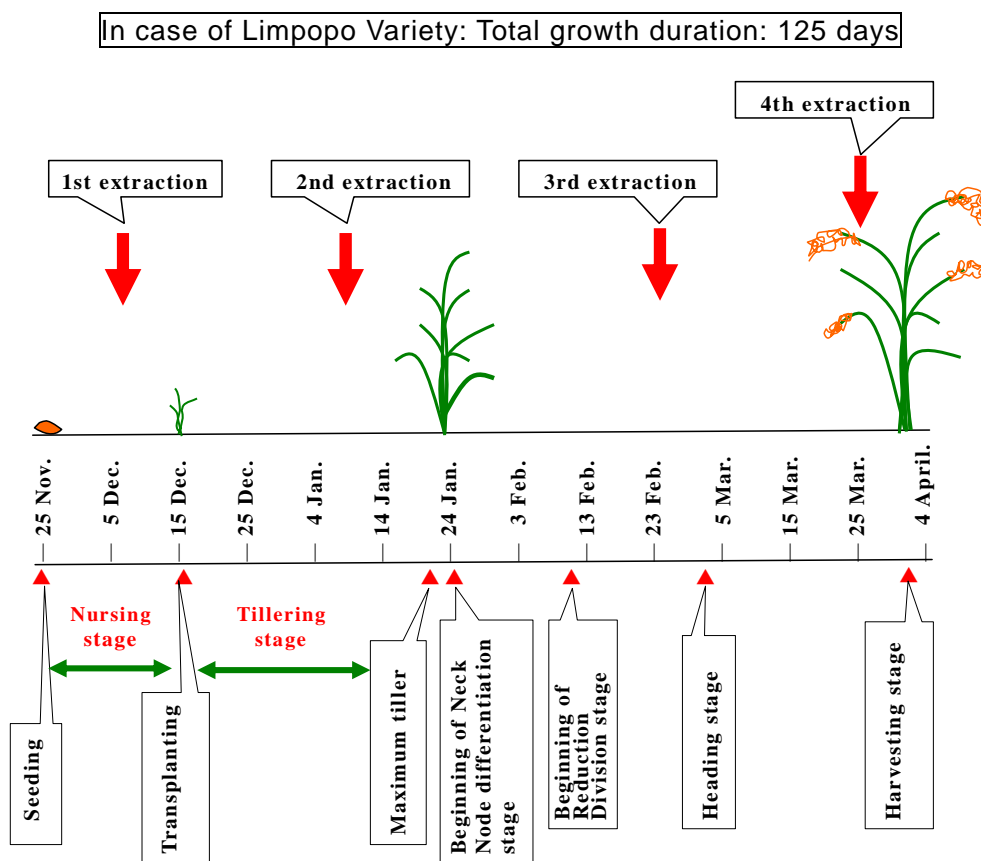 In case of Limpopo Variety: Total growth duration: 125 days
4th extraction
1st extraction
2nd extraction
3rd extraction
25 Nov.
5 Dec.
15 Dec.
25 Dec.
4 Jan.
14 Jan.
24 Jan.
3 Feb.
13 Feb.
23 Feb.
5 Mar.
15 Mar.
25 Mar.
4 April.
Nursing
stage
Tillering
stage
Seeding
Transplanting
Maximum tiller
Beginning of Neck
Node differentiation
stage
Beginning of
Reduction
Division stage
Heading stage
Harvesting stage